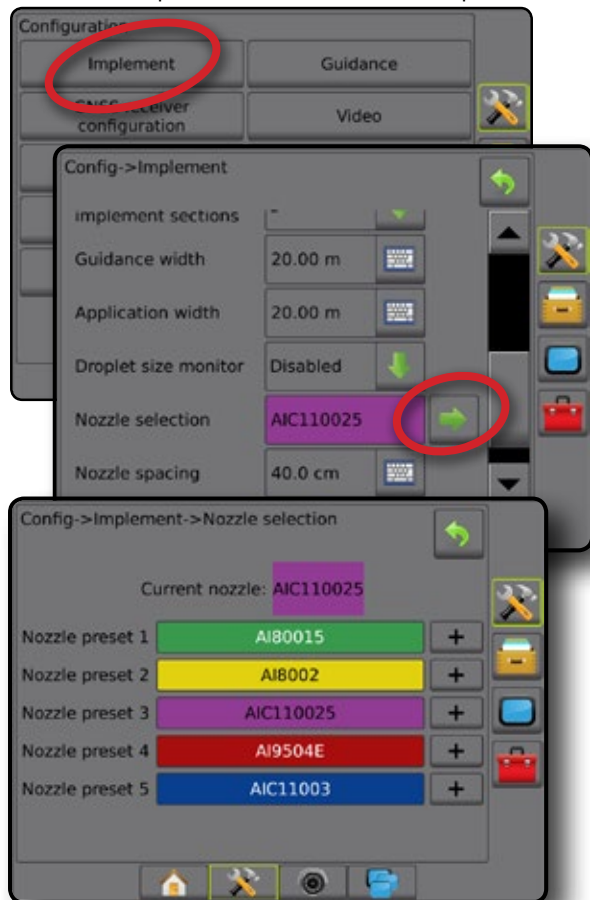 Configuration
Implement
Guidance
GNSS receiver
configuration
Video
Config->Implement
Implement sections
Guidance width
20.00 m
Application width
20.00 m
Droplet size monitor
Disabled
Nozzle selection
AIC110025
Nozzle spacing
40.0 cm
Config->Implement->Nozzle selection
Current nozzle: AIC110025
Nozzle preset 1 AI80015 +
Nozzle preset 2 AI8002 +
Nozzle preset 3 AIC110025 +
Nozzle preset 4 AI9504E +
Nozzle preset 5 AIC11003 +